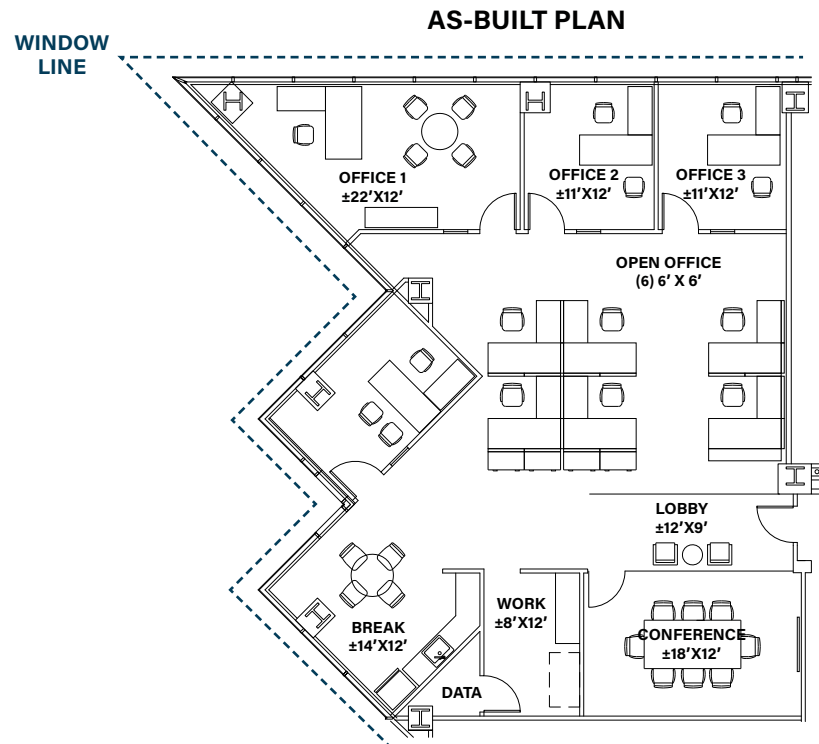 AS-BUILT PLAN
WINDOW
LINE
OFFICE 1
±22'X12'
OFFICE 2
±11'X12'
OFFICE 3
±11'X12'
OPEN OFFICE
(6) 6' X 6'
LOBBY
±12'X9'
WORK
±8'X12'
BREAK
±14'X12'
CONFERENCE
±18'X12'
DATA